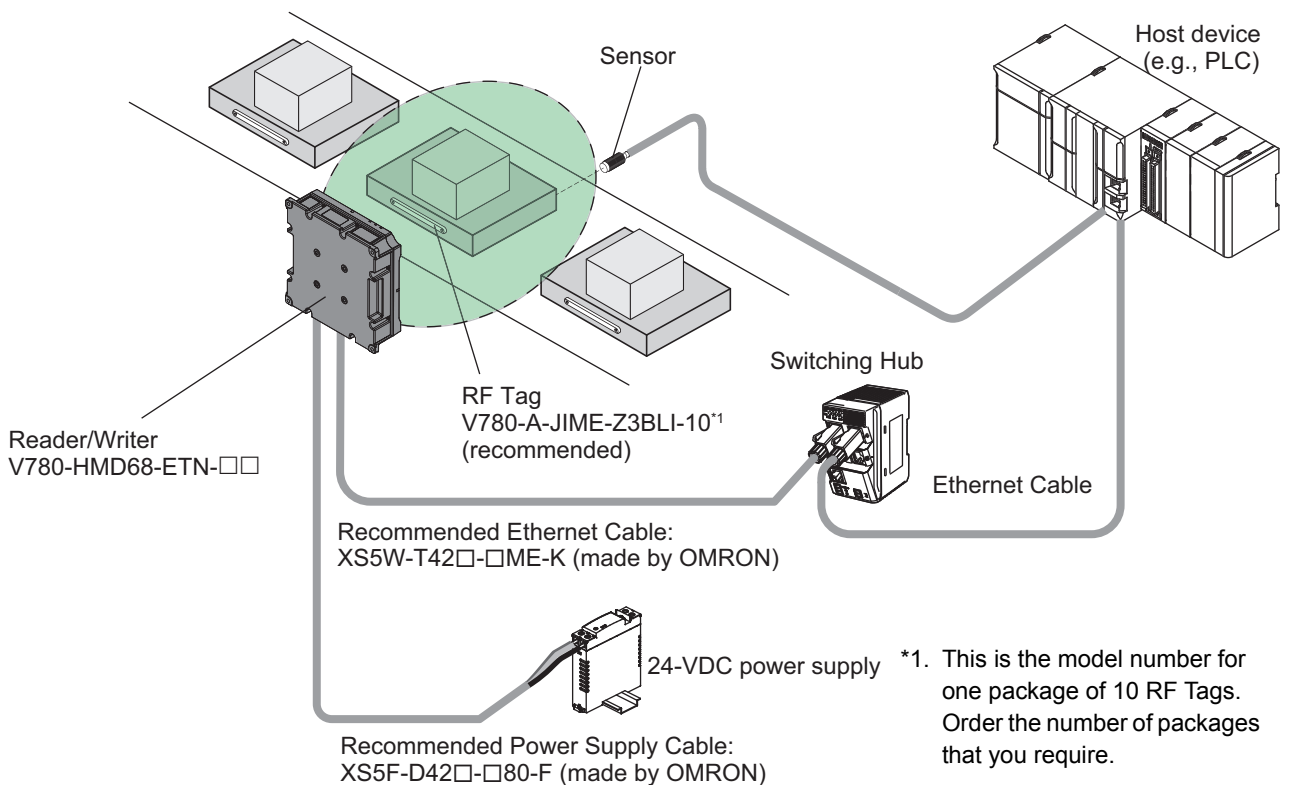 Sensor
Host device
(e.g., PLC)
Switching Hub
RF Tag
V780-A-JIME-Z3BLI-10*1
(recommended)
Reader/Writer
V780-HMD68-ETN-□□
Ethernet Cable
Recommended Ethernet Cable:
XS5W-T42□-□ME-K (made by OMRON)
24-VDC power supply
*1. This is the model number for
one package of 10 RF Tags.
Order the number of packages
that you require.
Recommended Power Supply Cable:
XS5F-D42□-□80-F (made by OMRON)